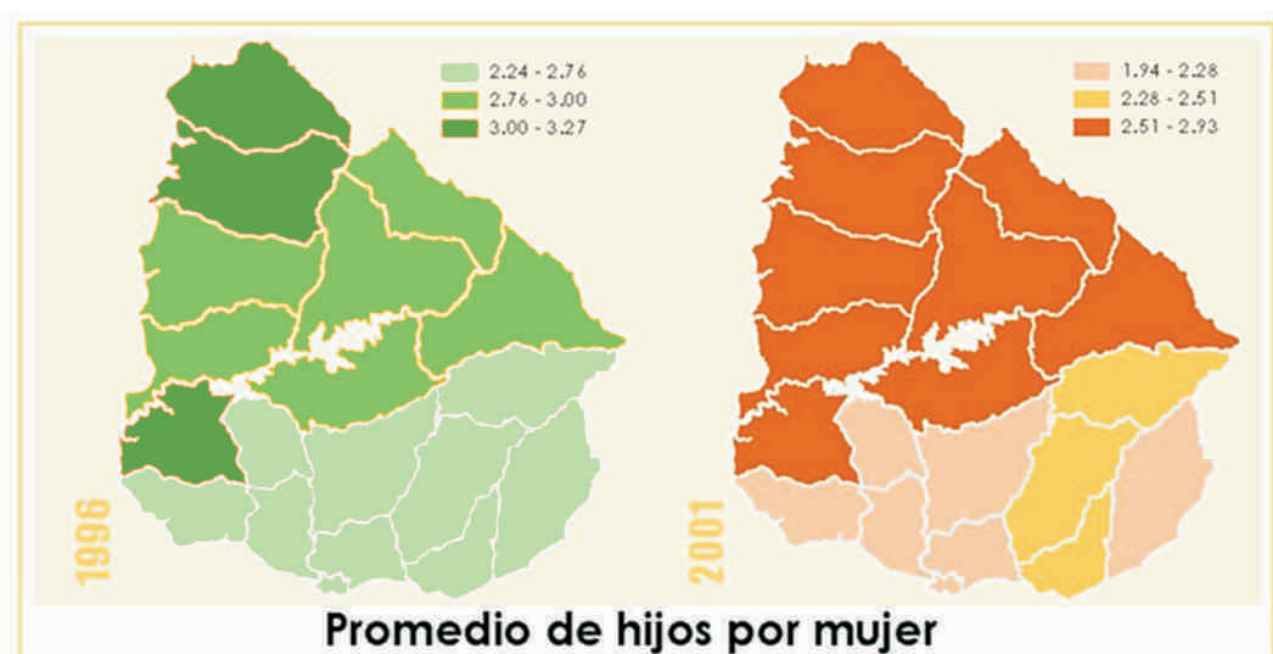 2.24 - 2.76
2.76 - 3.00
3.00 - 3.27
1996
1.94 - 2.28
2.28 - 2.51
2.51 - 2.93
2001
Promedio de hijos por mujer